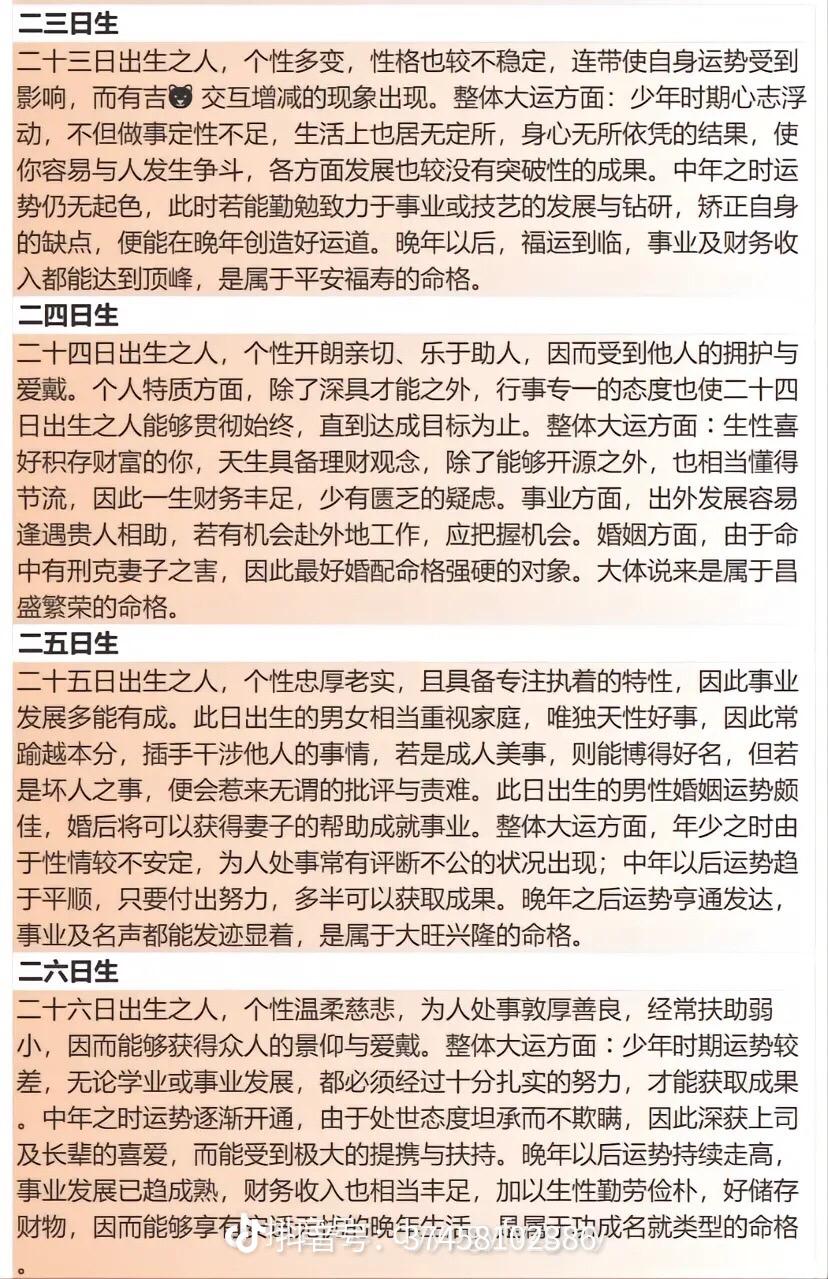 二三日生
二十三日出生之人，个性多变，性格也较不稳定，连带使自身运势受到
影响，而有吉🐻交互增减的现象出现。整体大运方面：少年时期心志浮
动，不但做事定性不足，生活上也居无定所，身心无所依凭的结果，使
你容易与人发生争斗，各方面发展也较没有突破性的成果。中年之时运
势仍无起色，此时若能勤勉致力于事业或技艺的发展与钻研，矫正自身
的缺点，便能在晚年创造好运道。晚年以后，福运到临，事业及财务收
入都能达到顶峰，是属于平安福寿的命格。
二四日生
二十四日出生之人，个性开朗亲切、乐于助人，因而受到他人的拥护与
爱戴。个人特质方面，除了深具才能之外，行事专一的态度也使二十四
日出生之人能够贯彻始终，直到达成目标为止。整体大运方面：生性喜
好积存财富的你，天生具备理财观念，除了能够开源之外，也相当懂得
节流，因此一生财务丰足，少有匮乏的疑虑。事业方面，出外发展容易
逢遇贵人相助，若有机会赴外地工作，应把握机会。婚姻方面，由于命
中有刑克妻子之害，因此最好婚配命格强硬的对象。大体说来是属于昌
盛繁荣的命格。
二五日生
二十五日出生之人，个性忠厚老实，且具备专注执着的特性，因此事业
发展多能有成。此日出生的男女相当重视家庭，唯独天性好事，因此常
踰越本分，插手干涉他人的事情，若是成人美事，则能博得好名，但若
是坏人之事，便会惹来无谓的批评与责难。此日出生的男性婚姻运势颇
佳，婚后将可以获得妻子的帮助成就事业。整体大运方面，年少之时由
于性情较不安定，为人处事常有评断不公的状况出现；中年以后运势趋
于平顺，只要付出努力，多半可以获取成果。晚年之后运势亨通发达，
事业及名声都能发迹显着，是属于大旺兴隆的命格。
二六日生
二十六日出生之人，个性温柔慈悲，为人处事敦厚善良，经常扶助弱
小，因而能够获得众人的景仰与爱戴。整体大运方面：少年时期运势较
差，无论学业或事业发展，都必须经过十分扎实的努力，才能获取成果
。中年之时运势逐渐开通，由于处世态度坦承而不欺瞒，因此深获上司
及长辈的喜爱，而能受到极大的提携与扶持。晚年以后运势持续走高，
事业发展已趋成熟，财务收入也相当丰足，加以生性勤劳俭朴，好储存
财物，因而能够享有的晚年生活，是属于功成名就类型的命格
。
抖音号：